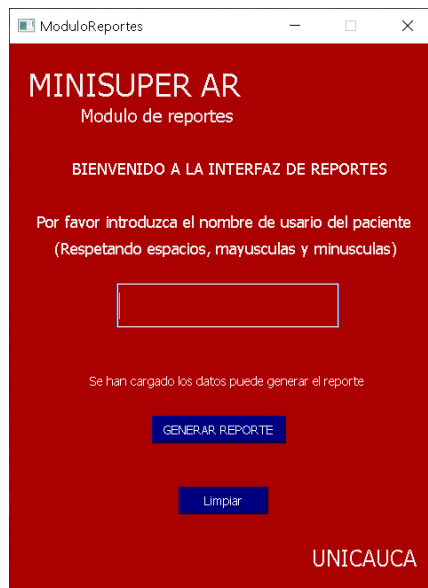 ModuloReportes
MINISUPER AR
Modulo de reportes
BIENVENIDO A LA INTERFAZ DE REPORTES
Por favor introduzca el nombre de usario del paciente
(Respetando espacios, mayusculas y minusculas)
Se han cargado los datos puede generar el reporte
GENERAR REPORTE
Limpiar
UNICAUCA